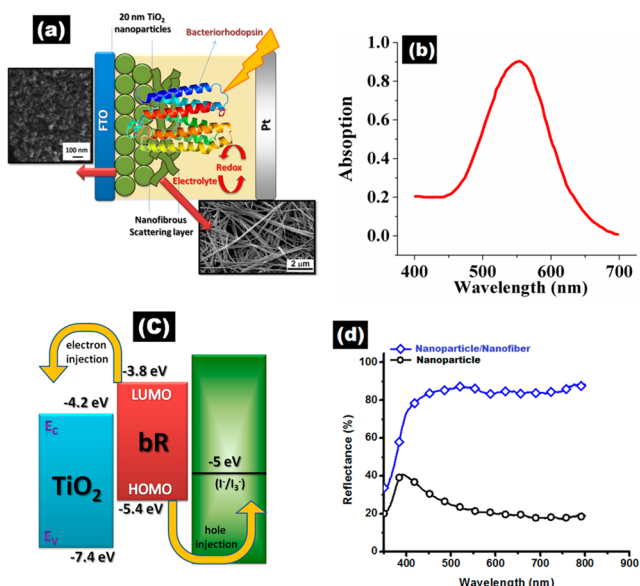 (a)
20 nm TiO₂
nanoparticles
Bacteriorhodopsin
FTO
Pt
100 nm
Redox
Electrolyte
Nanofibrous
Scattering layer
2 μm
(b)
Absoption
1.0
0.8
0.6
0.4
0.2
0.0
400 500 600 700
Wavelength (nm)
(C)
electron
injection
-3.8 eV
-4.2 eV
LUMO
E_C
bR
TiO₂
-5 eV
(I⁻/I₃⁻)
HOMO
-5.4 eV
E_V
hole
injection
-7.4 eV
(d)
Nanoparticle/Nanofiber
Nanoparticle
Reflectance (%)
100
80
60
40
20
0
400 500 600 700 800 900
Wavelength (nm)